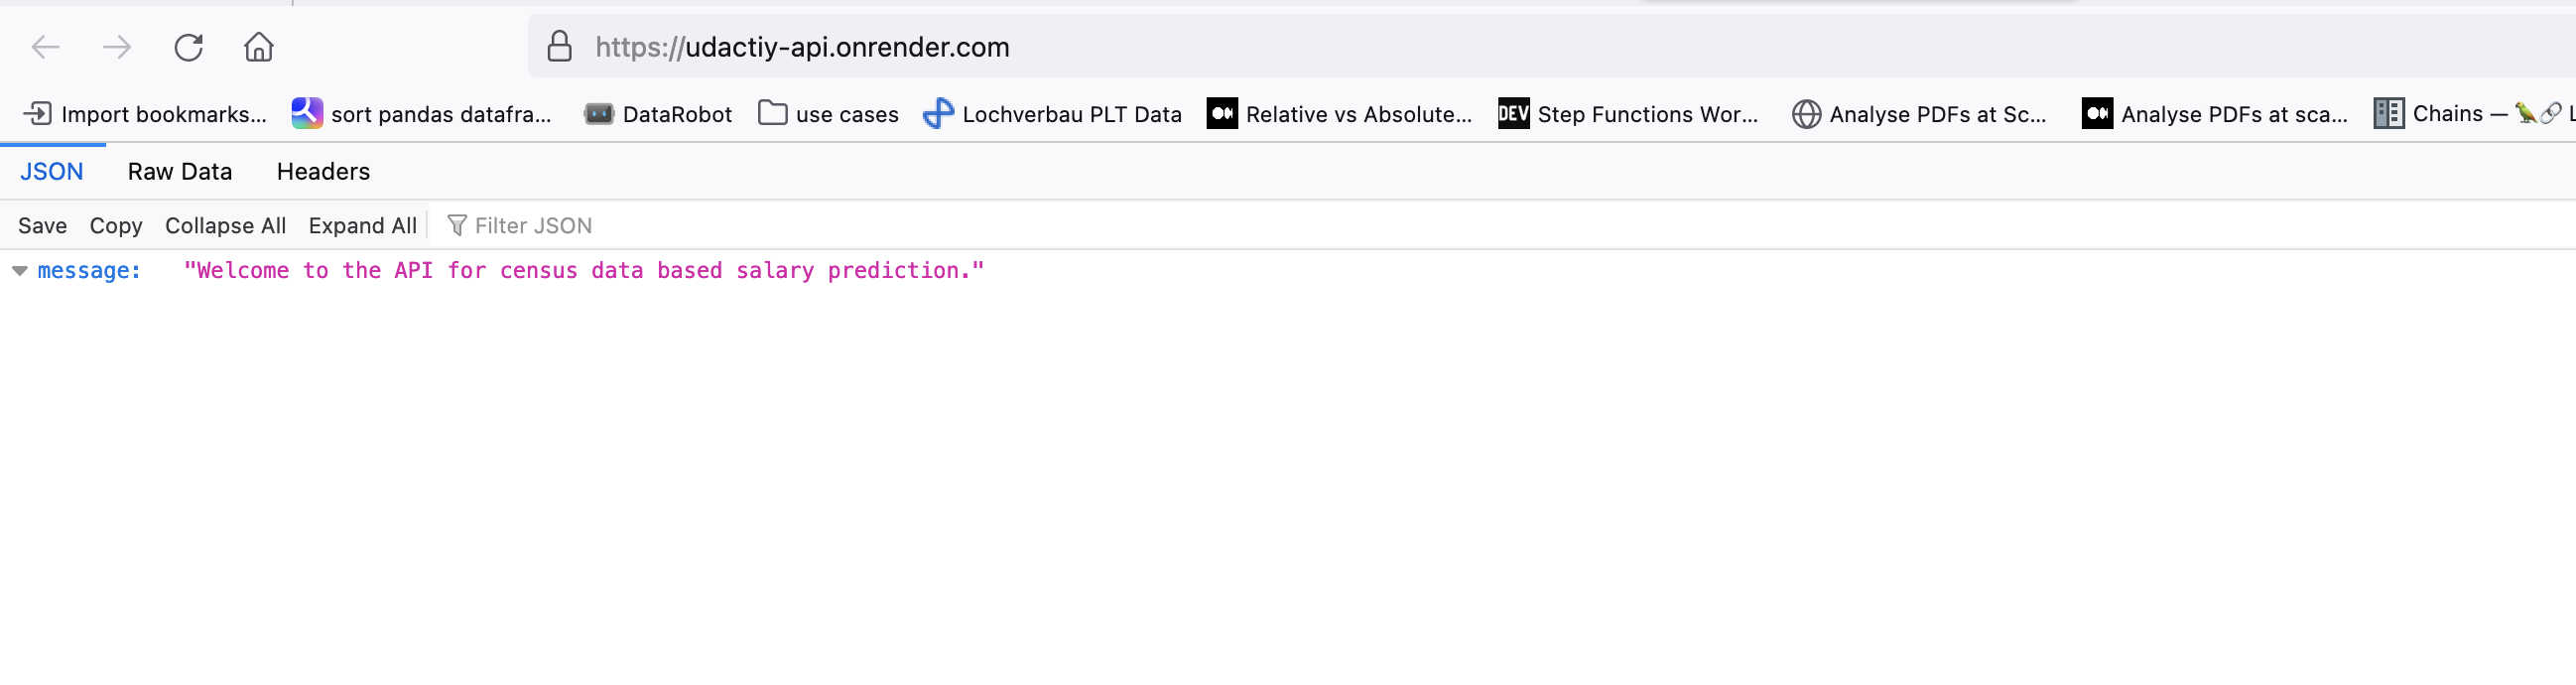 https://udactiy-api.onrender.com
Import bookmarks... sort pandas datafra... DataRobot use cases Lochverbau PLT Data Relative vs Absolute... DEV Step Functions Wor... Analyse PDFs at Sc... Analyse PDFs at sca... Chains — 🦜🔗 L
JSON Raw Data Headers
Save Copy Collapse All Expand All Filter JSON
message: "Welcome to the API for census data based salary prediction."